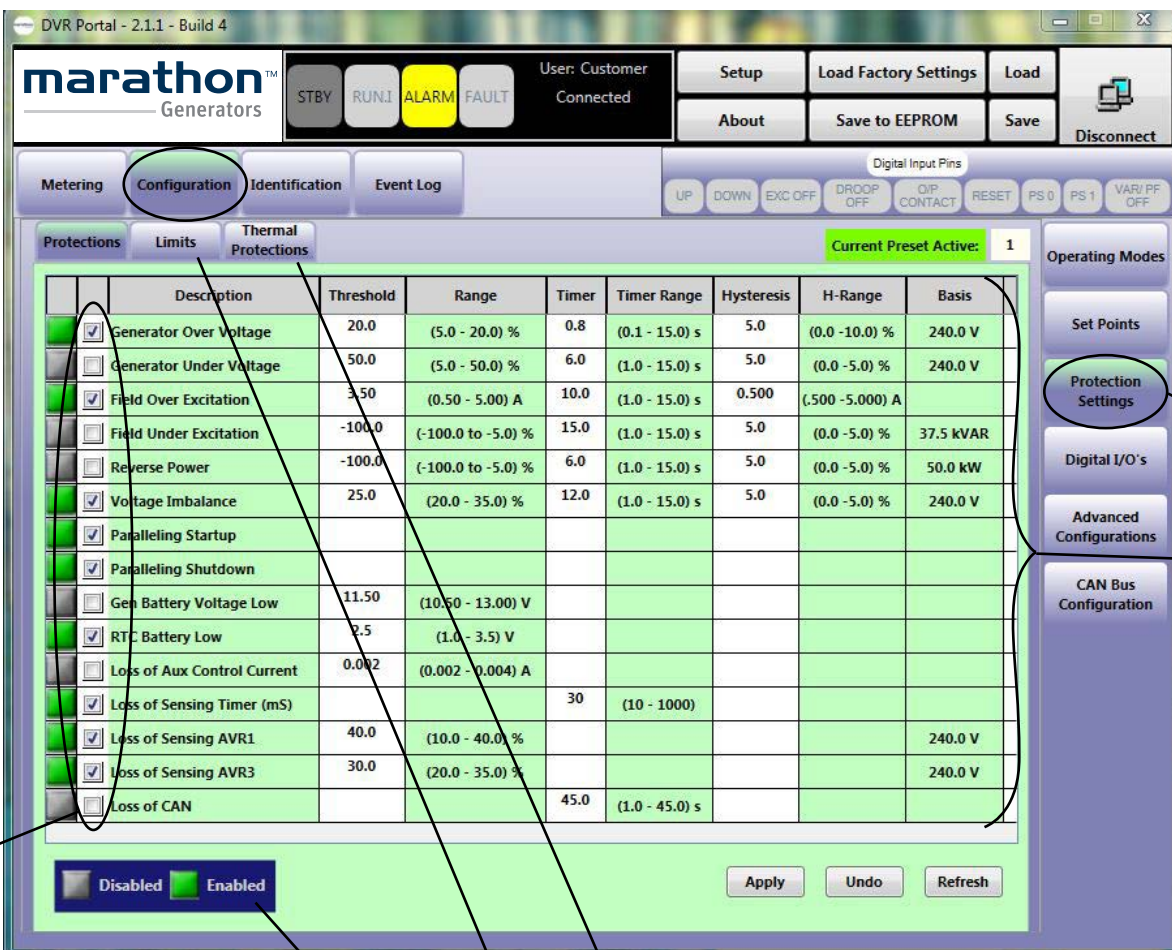 DVR Portal - 2.1.1 - Build 4
marathon™
Generators
STBY RUN.I ALARM FAULT
User: Customer
Connected
Setup Load Factory Settings Load
About Save to EEPROM Save
Disconnect
Metering Configuration Identification Event Log
Digital Input Pins
UP DOWN EXC OFF DROOP OFF O/P CONTACT RESET PS 0 PS 1 VAR/ PF OFF
Protections Limits Thermal Protections
Current Preset Active: 1
Description Threshold Range Timer Timer Range Hysteresis H-Range Basis
Generator Over Voltage 20.0 (5.0 - 20.0) % 0.8 (0.1 - 15.0) s 5.0 (0.0 -10.0) % 240.0 V
Generator Under Voltage 50.0 (5.0 - 50.0) % 6.0 (1.0 - 15.0) s 5.0 (0.0 -5.0) % 240.0 V
Field Over Excitation 3.50 (0.50 - 5.00) A 10.0 (1.0 - 15.0) s 0.500 (.500 -5.000) A
Field Under Excitation -100.0 (-100.0 to -5.0) % 15.0 (1.0 - 15.0) s 5.0 (0.0 -5.0) % 37.5 kVAR
Reverse Power -100.0 (-100.0 to -5.0) % 6.0 (1.0 - 15.0) s 5.0 (0.0 -5.0) % 50.0 kW
Voltage Imbalance 25.0 (20.0 - 35.0) % 12.0 (1.0 - 15.0) s 5.0 (0.0 -5.0) % 240.0 V
Paralleling Startup
Paralleling Shutdown
Gen Battery Voltage Low 11.50 (10.50 - 13.00) V
RTC Battery Low 2.5 (1.0 - 3.5) V
Loss of Aux Control Current 0.002 (0.002 - 0.004) A
Loss of Sensing Timer (mS) 30 (10 - 1000)
Loss of Sensing AVR1 40.0 (10.0 - 40.0) % 240.0 V
Loss of Sensing AVR3 30.0 (20.0 - 35.0) % 240.0 V
Loss of CAN 45.0 (1.0 - 45.0) s
Operating Modes
Set Points
Protection
Settings
Digital I/O's
Advanced
Configurations
CAN Bus
Configuration
Disabled Enabled
Apply Undo Refresh